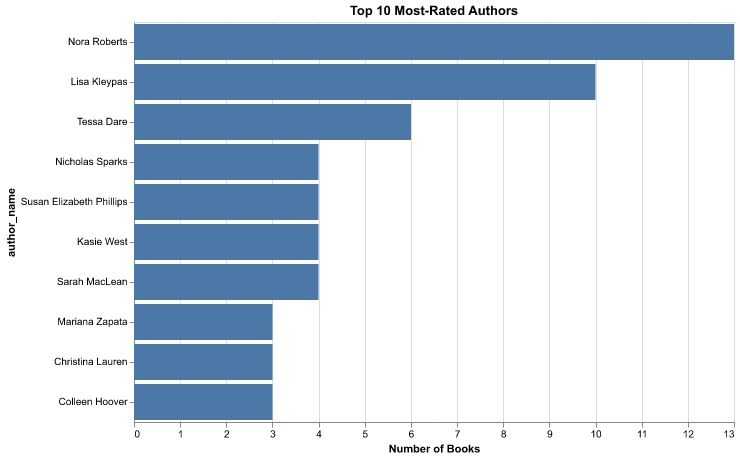 Top 10 Most-Rated Authors
author_name
Nora Roberts
Lisa Kleypas
Tessa Dare
Nicholas Sparks
Susan Elizabeth Phillips
Kasie West
Sarah MacLean
Mariana Zapata
Christina Lauren
Colleen Hoover
0 1 2 3 4 5 6 7 8 9 10 11 12 13
Number of Books